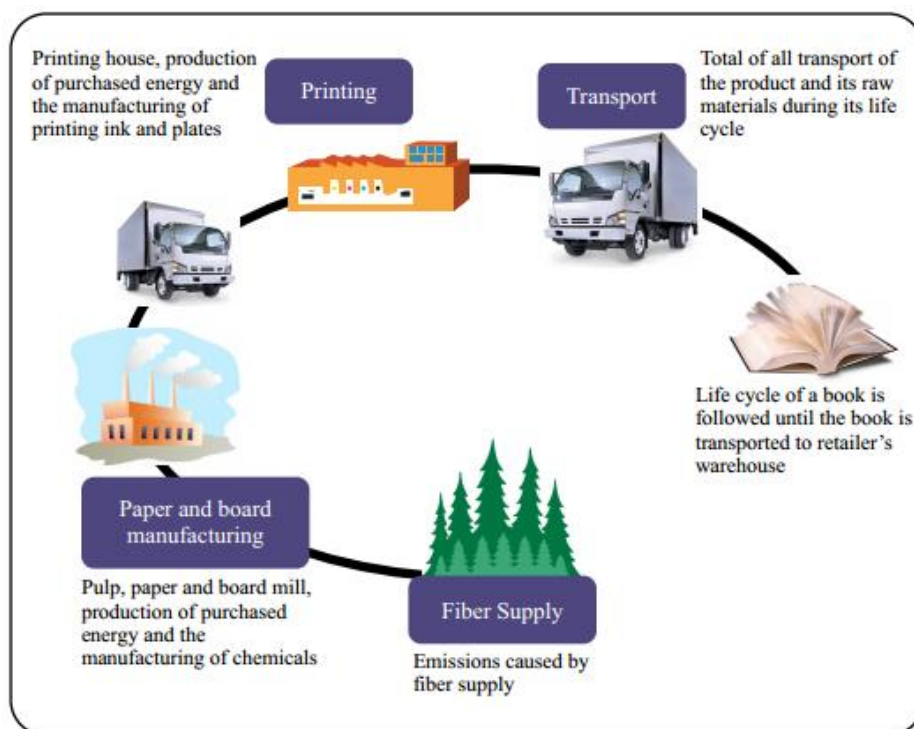 Printing house, production
of purchased energy and
the manufacturing of
printing ink and plates
Printing
Transport
Total of all transport of
the product and its raw
materials during its life
cycle
Life cycle of a book is
followed until the book is
transported to retailer’s
warehouse
Paper and board
manufacturing
Pulp, paper and board mill,
production of purchased
energy and the
manufacturing of chemicals
Fiber Supply
Emissions caused by
fiber supply